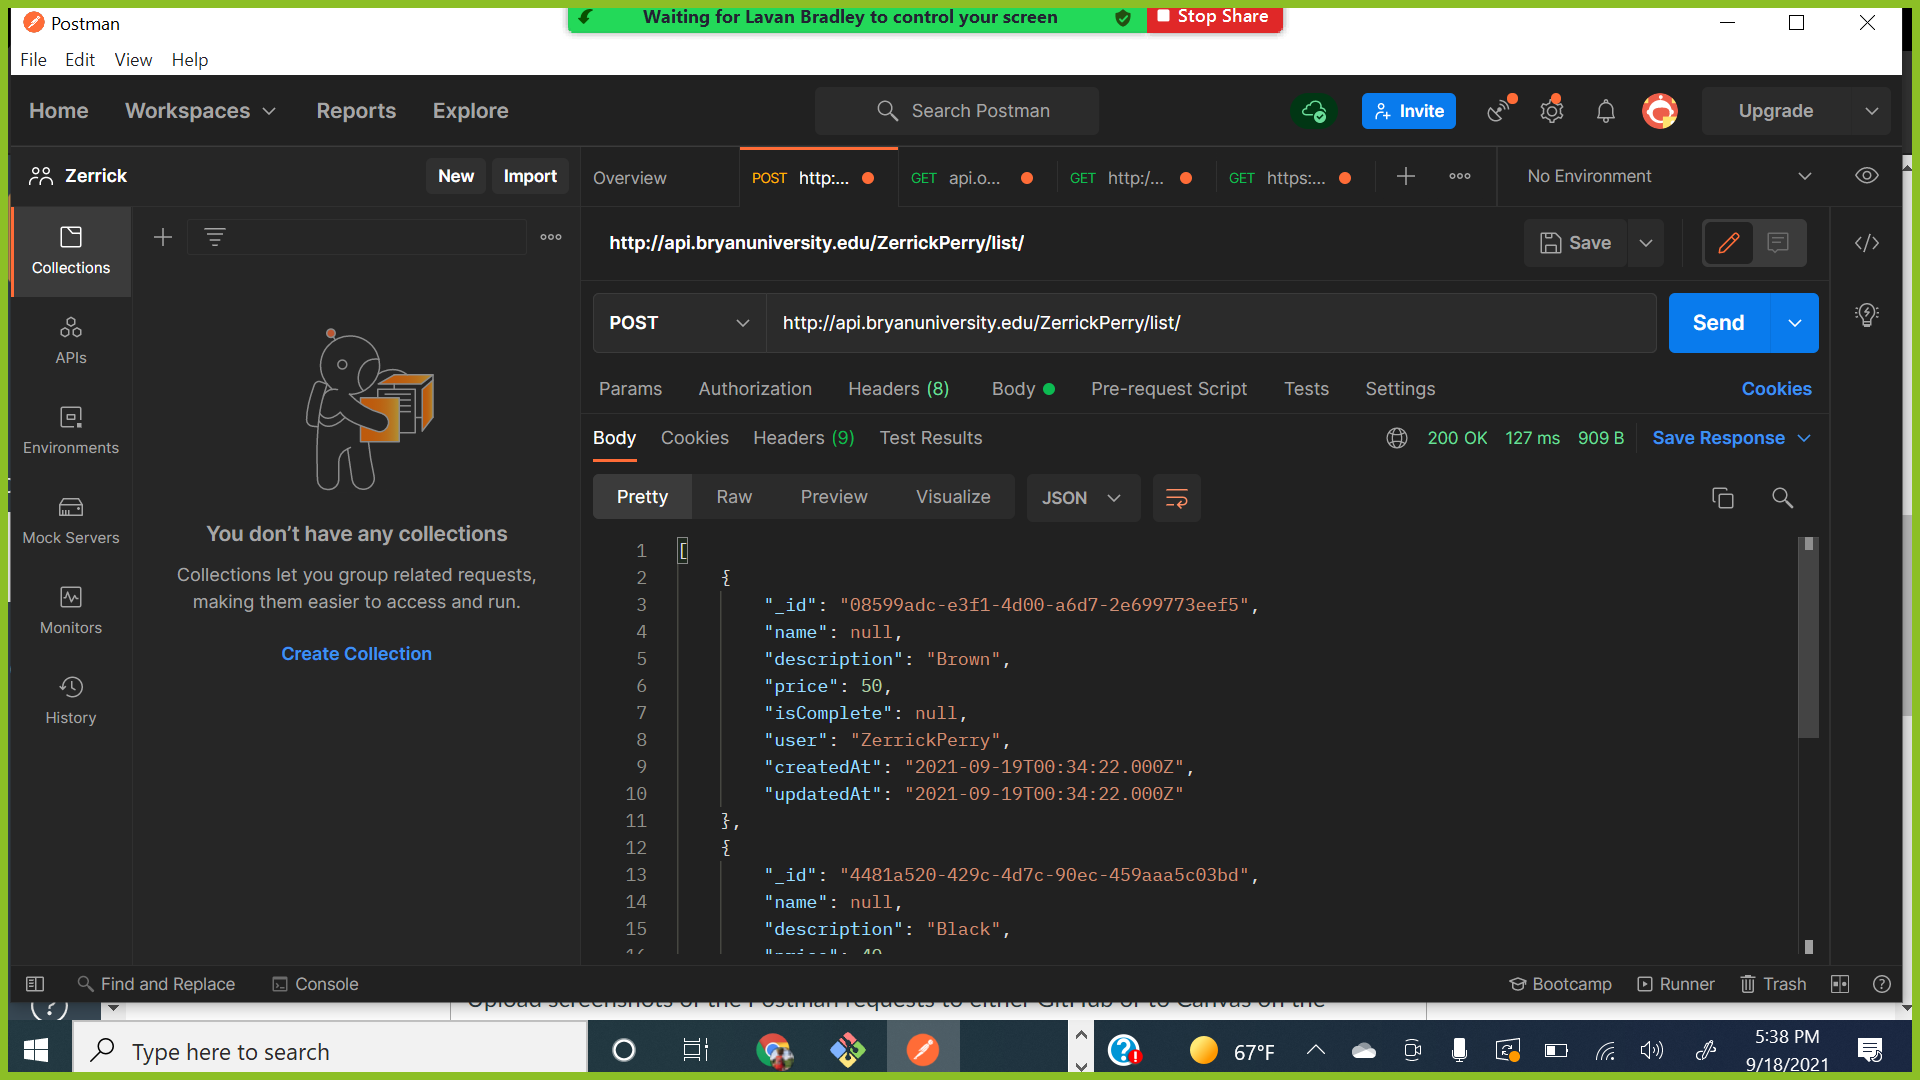 Postman
Waiting for Lavan Bradley to control your screen
Stop Share
File Edit View Help
Home Workspaces Reports Explore
Search Postman
Invite
Upgrade
Zerrick
New Import
Overview
POST http:...
GET api.o...
GET http:/...
GET https:...
No Environment
Collections
APIs
Environments
Mock Servers
Monitors
History
You don’t have any collections
Collections let you group related requests,
making them easier to access and run.
Create Collection
http://api.bryanuniversity.edu/ZerrickPerry/list/
Save
POST http://api.bryanuniversity.edu/ZerrickPerry/list/
Send
Params Authorization Headers (8) Body Pre-request Script Tests Settings Cookies
Body Cookies Headers (9) Test Results
200 OK 127 ms 909 B Save Response
Pretty Raw Preview Visualize JSON
1 [
2 {
3 "_id": "08599adc-e3f1-4d00-a6d7-2e699773eef5",
4 "name": null,
5 "description": "Brown",
6 "price": 50,
7 "isComplete": null,
8 "user": "ZerrickPerry",
9 "createdAt": "2021-09-19T00:34:22.000Z",
10 "updatedAt": "2021-09-19T00:34:22.000Z"
11 },
12 {
13 "_id": "4481a520-429c-4d7c-90ec-459aaa5c03bd",
14 "name": null,
15 "description": "Black",
Find and Replace Console
Bootcamp Runner Trash
Upload screenshots of the Postman requests to either GitHub or to Canvas on the
Type here to search
67°F
5:38 PM
9/18/2021